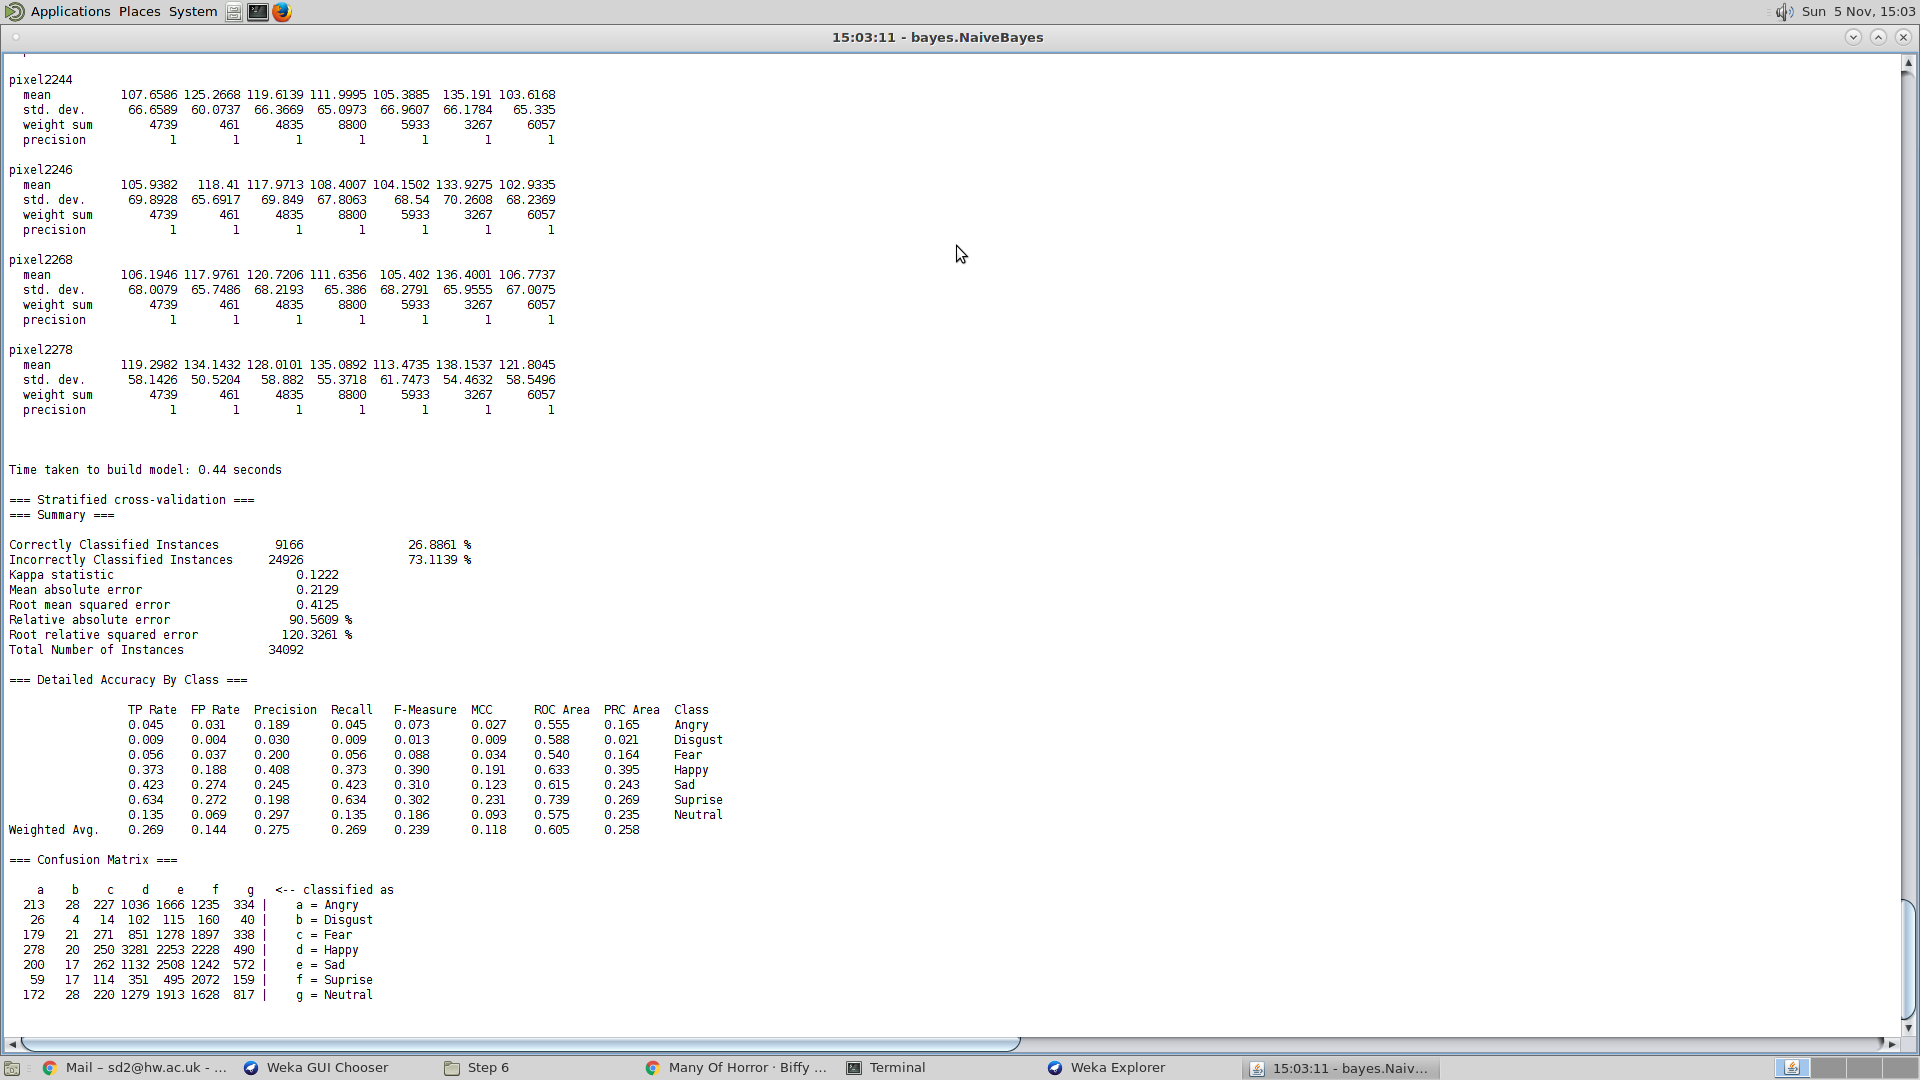 Applications Places System Sun 5 Nov, 15:03
15:03:11 - bayes.NaiveBayes
pixel2244
mean 107.6586 125.2668 119.6139 111.9995 105.3885 135.191 103.6168
std. dev. 66.6589 60.0737 66.3669 65.0973 66.9607 66.1784 65.335
weight sum 4739 461 4835 8800 5933 3267 6057
precision 1 1 1 1 1 1 1
pixel2246
mean 105.9382 118.41 117.9713 108.4007 104.1502 133.9275 102.9335
std. dev. 69.8928 65.6917 69.849 67.8063 68.54 70.2608 68.2369
weight sum 4739 461 4835 8800 5933 3267 6057
precision 1 1 1 1 1 1 1
pixel2268
mean 106.1946 117.9761 120.7206 111.6356 105.402 136.4001 106.7737
std. dev. 68.0079 65.7486 68.2193 65.386 68.2791 65.9555 67.0075
weight sum 4739 461 4835 8800 5933 3267 6057
precision 1 1 1 1 1 1 1
pixel2278
mean 119.2982 134.1432 128.0101 135.0892 113.4735 138.1537 121.8045
std. dev. 58.1426 50.5204 58.882 55.3718 61.7473 54.4632 58.5496
weight sum 4739 461 4835 8800 5933 3267 6057
precision 1 1 1 1 1 1 1
Time taken to build model: 0.44 seconds
=== Stratified cross-validation ===
=== Summary ===
Correctly Classified Instances 9166 26.8861 %
Incorrectly Classified Instances 24926 73.1139 %
Kappa statistic 0.1222
Mean absolute error 0.2129
Root mean squared error 0.4125
Relative absolute error 90.5609 %
Root relative squared error 120.3261 %
Total Number of Instances 34092
=== Detailed Accuracy By Class ===
TP Rate FP Rate Precision Recall F-Measure MCC ROC Area PRC Area Class
0.045 0.031 0.189 0.045 0.073 0.027 0.555 0.165 Angry
0.009 0.004 0.030 0.009 0.013 0.009 0.588 0.021 Disgust
0.056 0.037 0.200 0.056 0.088 0.034 0.540 0.164 Fear
0.373 0.188 0.408 0.373 0.390 0.191 0.633 0.395 Happy
0.423 0.274 0.245 0.423 0.310 0.123 0.615 0.243 Sad
0.634 0.272 0.198 0.634 0.302 0.231 0.739 0.269 Suprise
0.135 0.069 0.297 0.135 0.186 0.093 0.575 0.235 Neutral
Weighted Avg. 0.269 0.144 0.275 0.269 0.239 0.118 0.605 0.258
=== Confusion Matrix ===
a b c d e f g <-- classified as
213 28 227 1036 1666 1235 334 | a = Angry
26 4 14 102 115 160 40 | b = Disgust
179 21 271 851 1278 1897 338 | c = Fear
278 20 250 3281 2253 2228 490 | d = Happy
200 17 262 1132 2508 1242 572 | e = Sad
59 17 114 351 495 2072 159 | f = Suprise
172 28 220 1279 1913 1628 817 | g = Neutral
Mail – sd2@hw.ac.uk - ... Weka GUI Chooser Step 6 Many Of Horror · Biffy ... Terminal Weka Explorer 15:03:11 - bayes.Naiv...